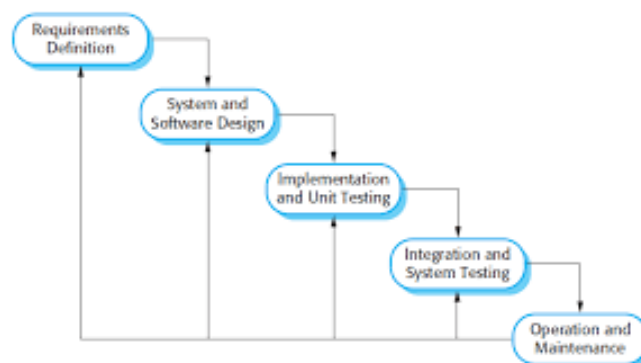 Requirements
Definition
System and
Software Design
Implementation
and Unit Testing
Integration and
System Testing
Operation and
Maintenance